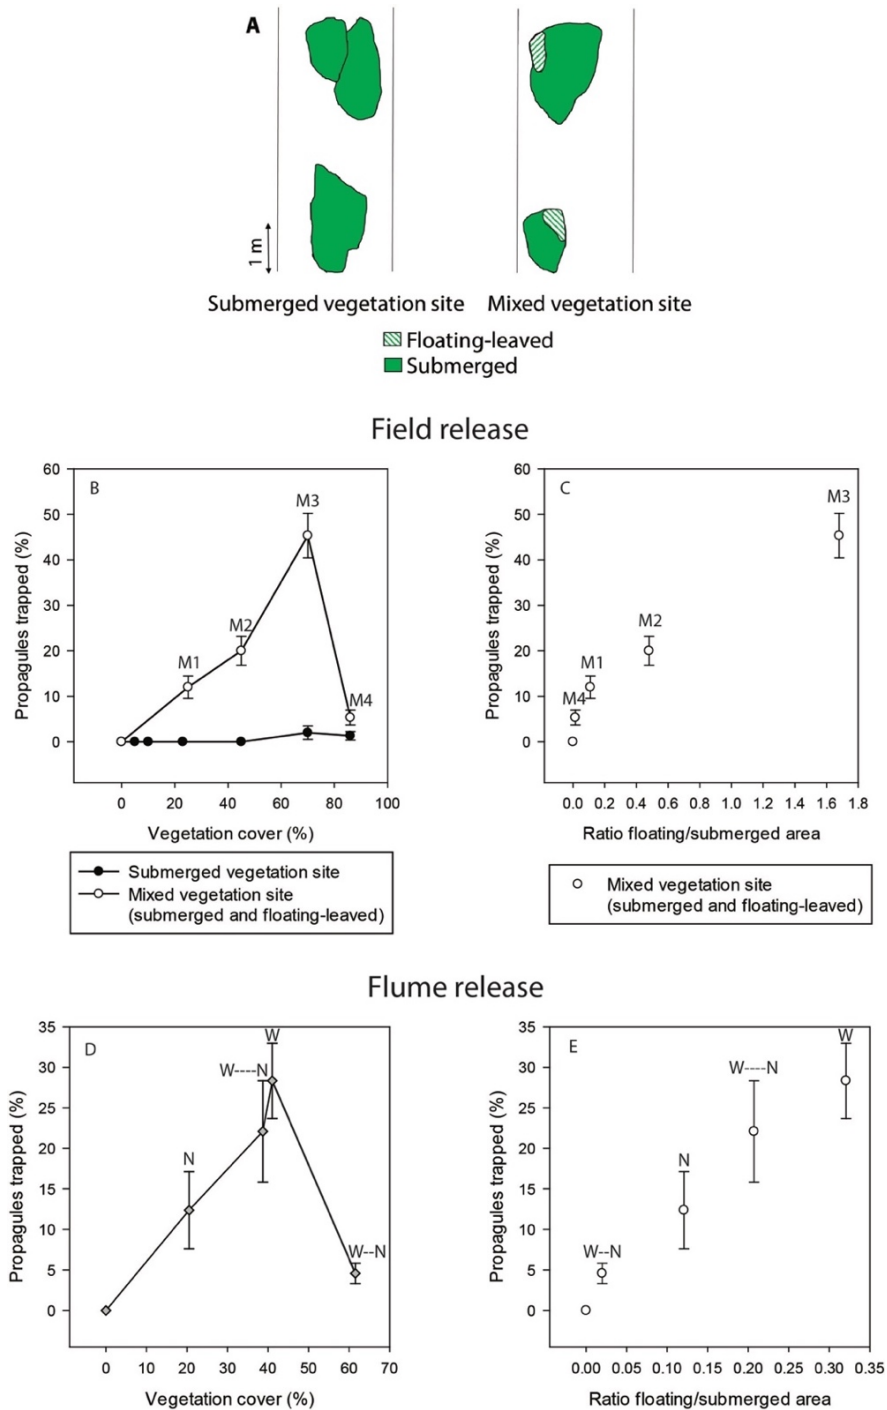 A
1 m
Submerged vegetation site
Mixed vegetation site
Floating-leaved
Submerged
Field release
B
M1
M2
M3
M4
60
50
40
30
20
10
0
Propagules trapped (%)
0 20 40 60 80 100
Vegetation cover (%)
Submerged vegetation site
Mixed vegetation site
(submerged and floating-leaved)
C
M3
M2
M1
M4
60
50
40
30
20
10
0
Propagules trapped (%)
0.0 0.2 0.4 0.6 0.8 1.0 1.2 1.4 1.6 1.8
Ratio floating/submerged area
Mixed vegetation site
(submerged and floating-leaved)
Flume release
D
W
W----N
N
W--N
35
30
25
20
15
10
5
0
Propagules trapped (%)
0 10 20 30 40 50 60 70
Vegetation cover (%)
E
W
W----N
N
W--N
35
30
25
20
15
10
5
0
Propagules trapped (%)
0.00 0.05 0.10 0.15 0.20 0.25 0.30 0.35
Ratio floating/submerged area